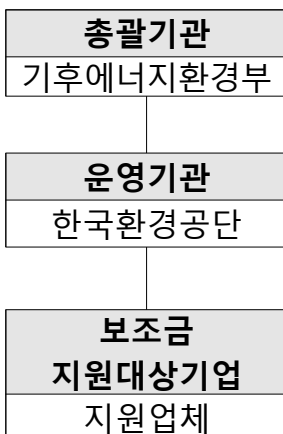 총괄기관
기후에너지환경부
운영기관
한국환경공단
보조금
지원대상기업
지원업체